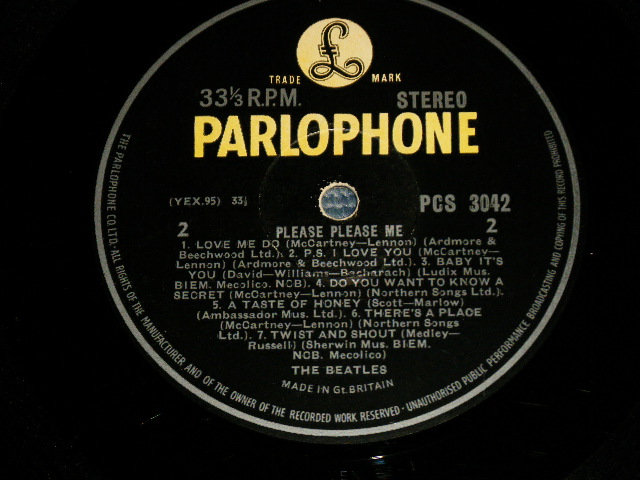 TRADE MARK
33⅓ R.P.M. STEREO
PARLOPHONE
(YEX.95) 33⅓ PCS 3042
2 PLEASE PLEASE ME 2
1. LOVE ME DO (McCartney—Lennon) (Ardmore &
Beechwood Ltd.). 2. P.S. I LOVE YOU (McCartney—
Lennon) (Ardmore & Beechwood Ltd.). 3. BABY IT'S
YOU (David—Williams—Bacharach) (Ludix Mus.
BIEM. Mecolico. NCB). 4. DO YOU WANT TO KNOW A
SECRET (McCartney—Lennon) (Northern Songs Ltd.).
5. A TASTE OF HONEY (Scott—Marlow)
(Ambassador Mus. Ltd.) 6. THERE'S A PLACE
(McCartney—Lennon) (Northern Songs
Ltd.). 7. TWIST AND SHOUT (Medley—
Russell) (Sherwin Mus. BIEM.
NCB. Mecolico)
THE BEATLES
MADE IN Gt. BRITAIN
THE PARLOPHONE CO. LTD.—ALL RIGHTS OF THE MANUFACTURER AND OF THE OWNER OF THE RECORDED WORK RESERVED · UNAUTHORISED PUBLIC PERFORMANCE BROADCASTING AND COPYING OF THIS RECORD PROHIBITED